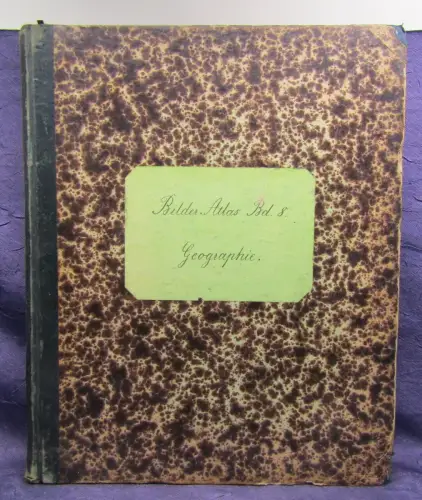 Bilder Atlas Bd. 8
Geographie.